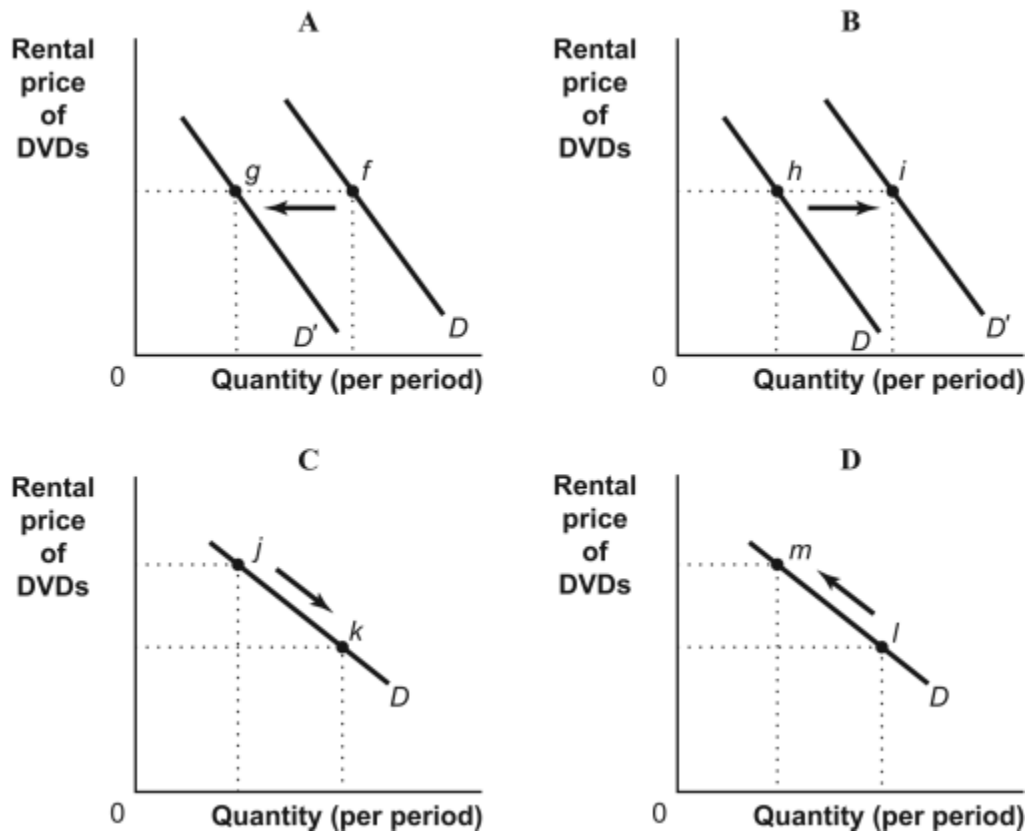 A
Rental
price
of
DVDs
g
f
D'
D
0
Quantity (per period)
B
Rental
price
of
DVDs
h
i
D
D'
0
Quantity (per period)
C
Rental
price
of
DVDs
j
k
D
0
Quantity (per period)
D
Rental
price
of
DVDs
m
l
D
0
Quantity (per period)